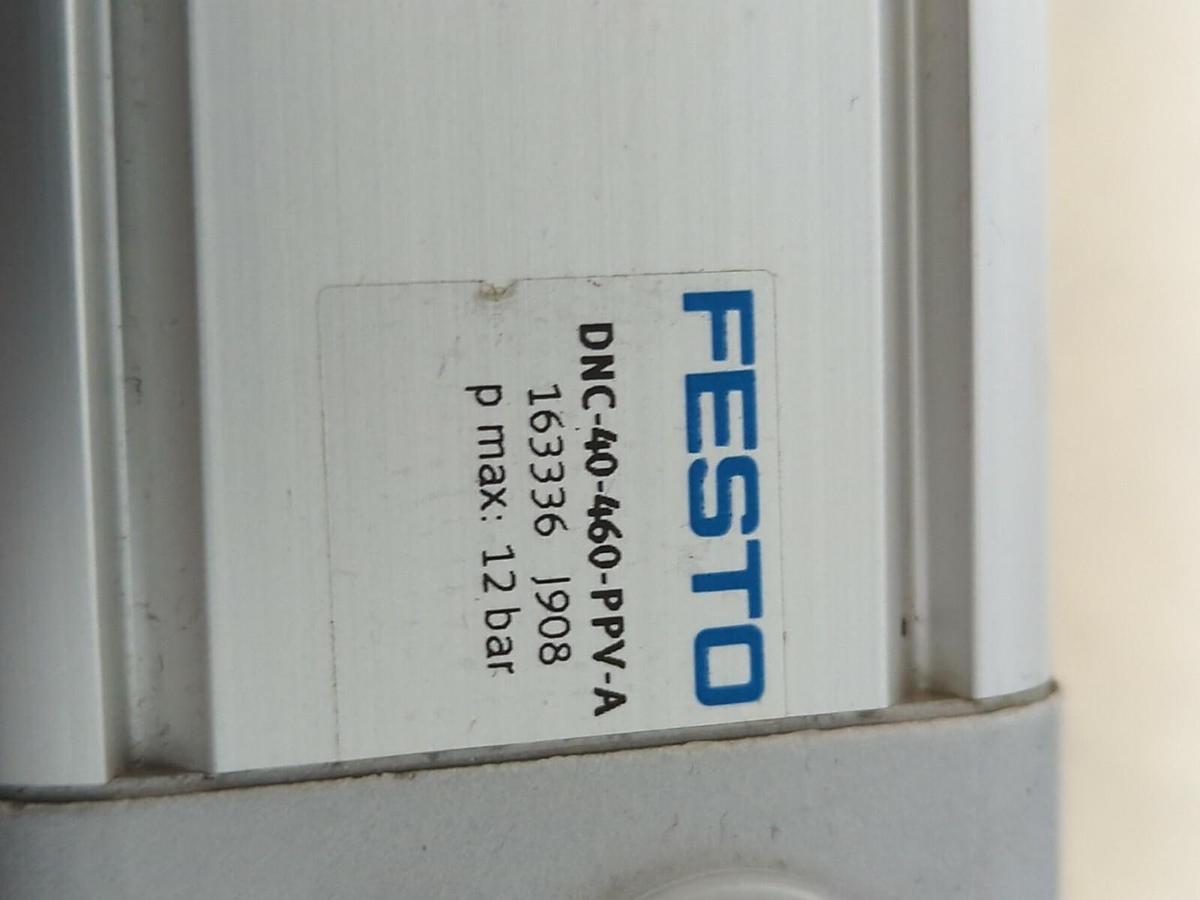 FESTO
DNC-40-460-PPV-A
163336 J908
p max: 12 bar